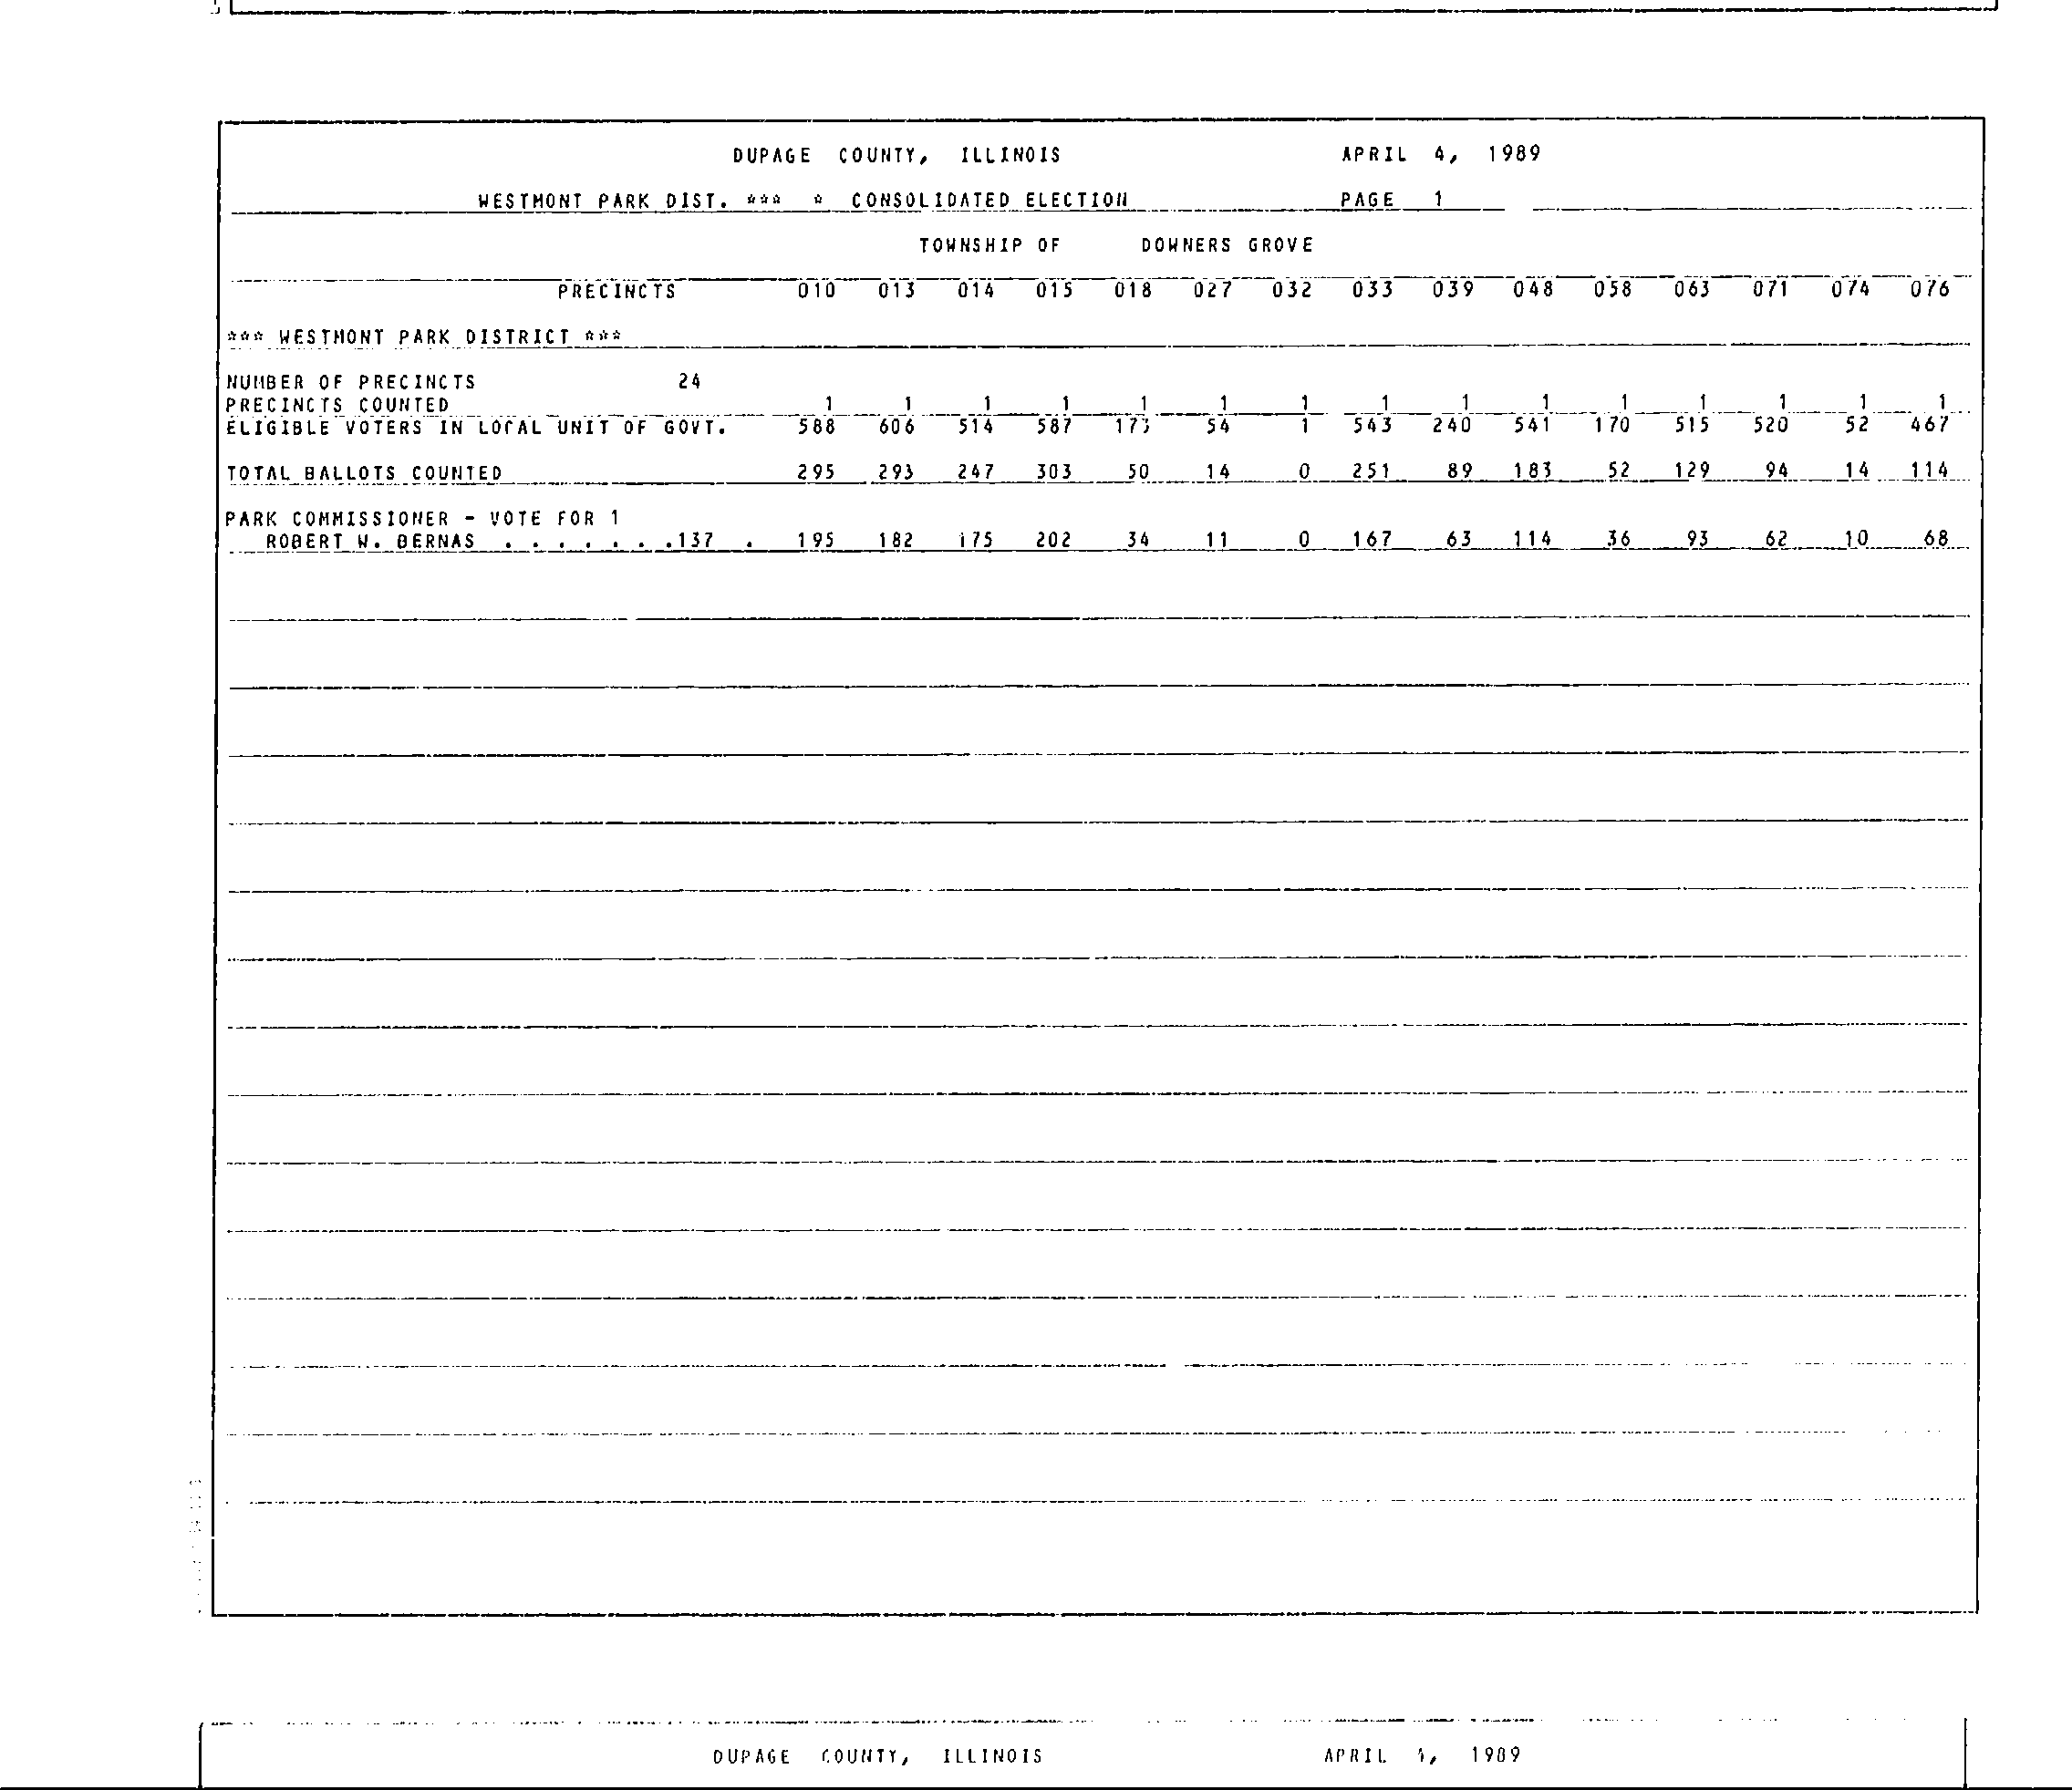 DUPAGE COUNTY, ILLINOIS APRIL 4, 1989
WESTMONT PARK DIST. *** * CONSOLIDATED ELECTION PAGE 1
TOWNSHIP OF DOWNERS GROVE
PRECINCTS 010 013 014 015 018 027 032 033 039 048 058 063 071 074 076
*** WESTMONT PARK DISTRICT ***
NUMBER OF PRECINCTS 24
PRECINCTS COUNTED 1 1 1 1 1 1 1 1 1 1 1 1 1 1 1
ELIGIBLE VOTERS IN LOCAL UNIT OF GOVT. 588 606 514 587 173 54 1 543 240 541 170 515 520 52 467
TOTAL BALLOTS COUNTED 295 293 247 303 50 14 0 251 89 183 52 129 94 14 114
PARK COMMISSIONER - VOTE FOR 1
ROBERT W. BERNAS . . . . . . .137 . 195 182 175 202 34 11 0 167 63 114 36 93 62 10 68
DUPAGE COUNTY, ILLINOIS APRIL 4, 1989